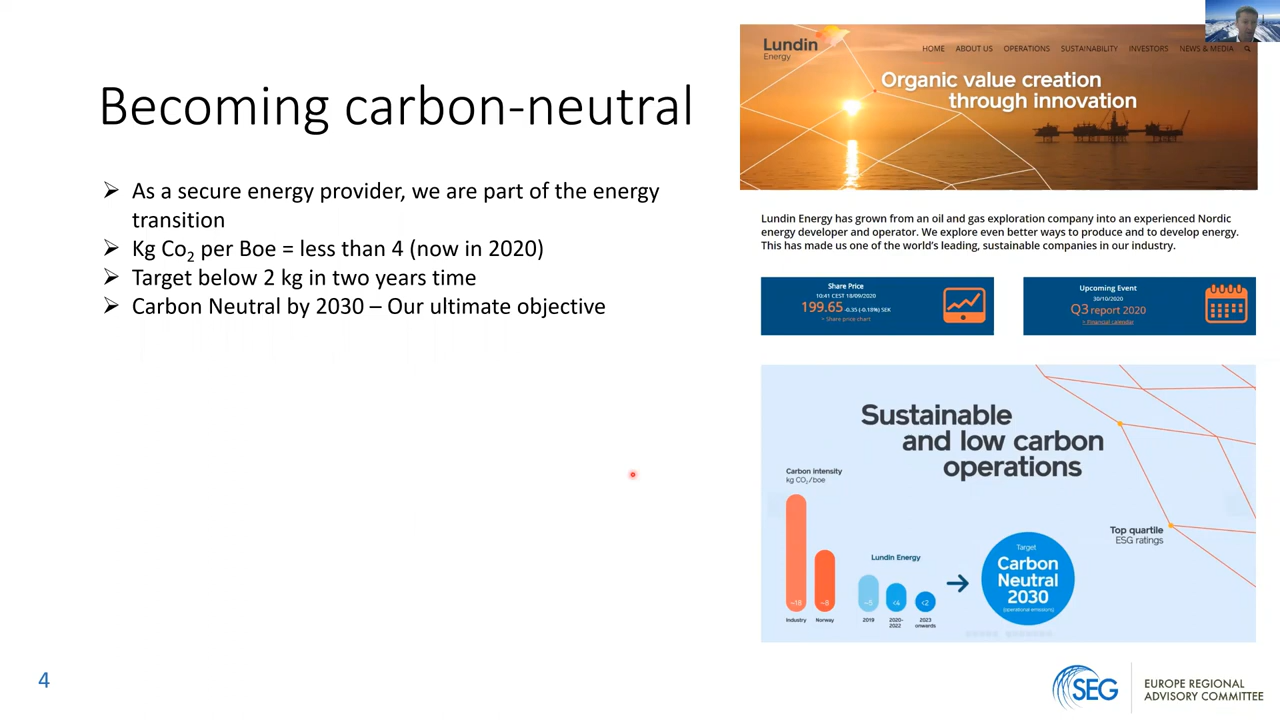 Becoming carbon-neutral
➢ As a secure energy provider, we are part of the energy
transition
➢ Kg Co₂ per Boe = less than 4 (now in 2020)
➢ Target below 2 kg in two years time
➢ Carbon Neutral by 2030 – Our ultimate objective
Lundin
Energy
HOME ABOUT US OPERATIONS SUSTAINABILITY INVESTORS NEWS & MEDIA
Organic value creation
through innovation
Lundin Energy has grown from an oil and gas exploration company into an experienced Nordic
energy developer and operator. We explore even better ways to produce and to develop energy.
This has made us one of the world's leading, sustainable companies in our industry.
Share Price
10:41 CEST 18/09/2020
199.65 -0.35 (-0.18%) SEK
+ Share price chart
Upcoming Event
30/10/2020
Q3 report 2020
+ Financial calendar
Sustainable
and low carbon
operations
Carbon intensity
kg CO₂/boe
Top quartile
ESG ratings
Lundin Energy
Target
Carbon
Neutral
2030
(operational emissions)
~18 ~8 ~5 <4 <2
Industry Norway 2019 2020-
2022 2023
onwards
4
SEG
EUROPE REGIONAL
ADVISORY COMMITTEE